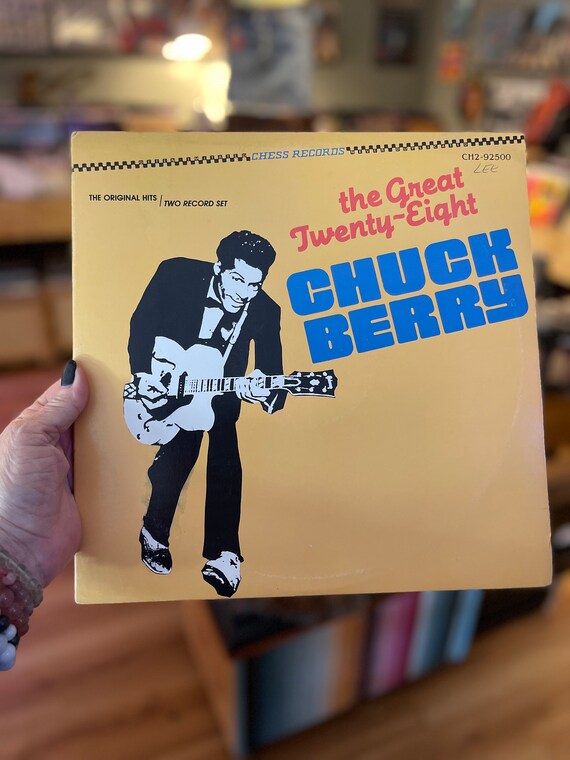 CHESS RECORDS
CH2-92500
LEE
THE ORIGINAL HITS | TWO RECORD SET
the Great
Twenty-Eight
CHUCK
BERRY